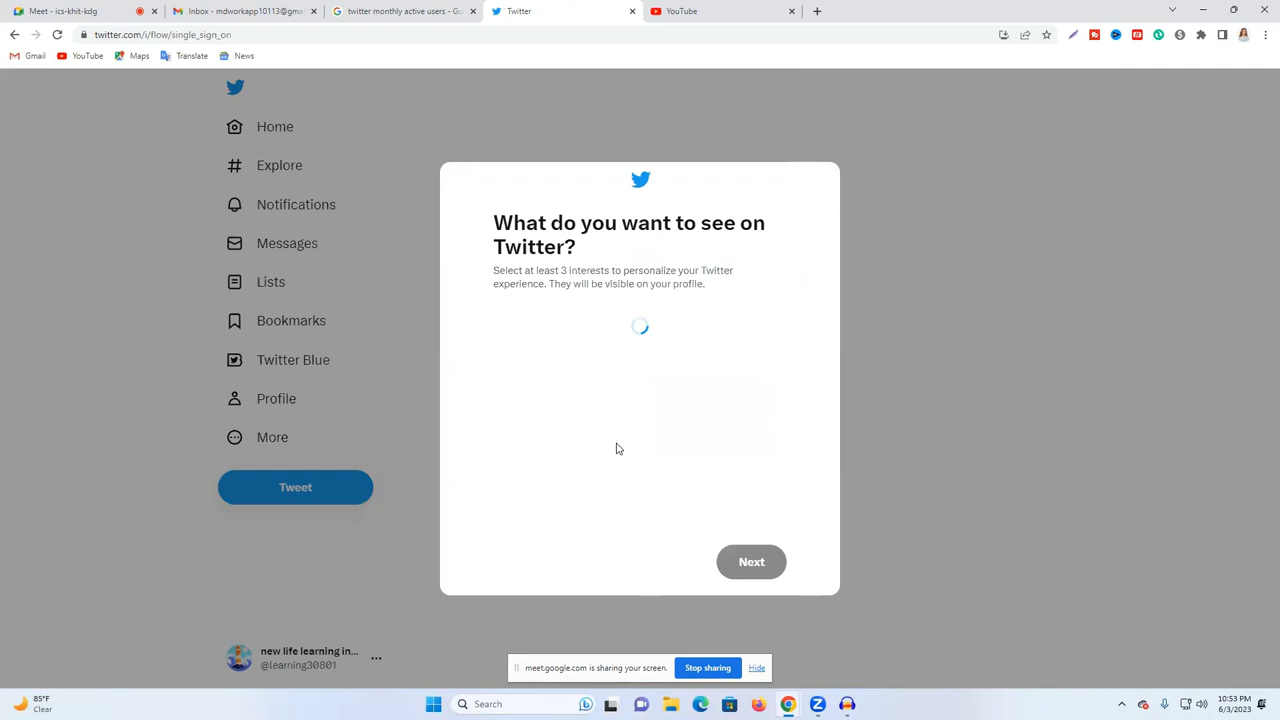 Meet - ics-khit-kdg
Inbox - mdworkapp10113@gma
twitter monthly active users - Go
Twitter
YouTube
twitter.com/i/flow/single_sign_on
Gmail
YouTube
Maps
Translate
News
Home
Explore
Notifications
Messages
Lists
Bookmarks
Twitter Blue
Profile
More
Tweet
new life learning in...
@learning30801
What do you want to see on
Twitter?
Select at least 3 interests to personalize your Twitter
experience. They will be visible on your profile.
Next
meet.google.com is sharing your screen.
Stop sharing
Hide
85°F
Clear
Search
10:53 PM
6/3/2023